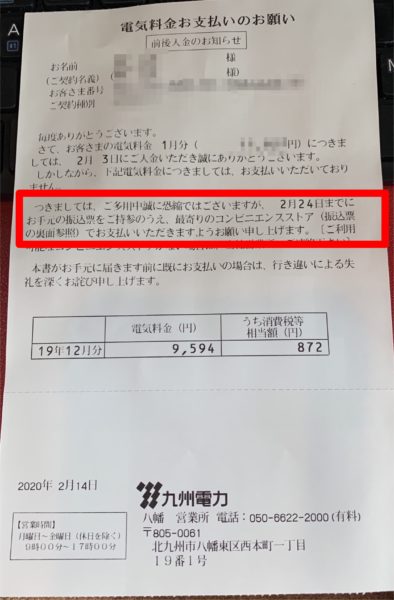 電気料金お支払いのお願い
前後入金のお知らせ
お名前 様
(ご契約名義)( 様)
お客さま番号
ご契約種別
毎度ありがとうございます。
さて、お客さまの電気料金 1月分( 円)につきま
しては、2月 3日にご入金いただき誠にありがとうございます。
しかしながら、下記電気料金につきましては、お支払いいただいておりま
せん。
つきましては、ご多用中誠に恐縮ではございますが、2月24日までに
お手元の振込票をご持参のうえ、最寄りのコンビニエンスストア(振込票
の裏面参照)でお支払いいただきますようお願い申し上げます。〔ご利用
本書がお手元に届きます前に既にお支払いの場合は、行き違いによる失
礼を深くお詫び申し上げます。
電気料金(円) うち消費税等
相当額(円)
19年12月分 9,594 872
2020年 2月14日
九州電力
八幡 営業所 電話:050-6622-2000(有料)
〒805-0061
北九州市八幡東区西本町一丁目
19番1号
【営業時間】
月曜日~金曜日(休日を除く)
9時00分~17時00分
A